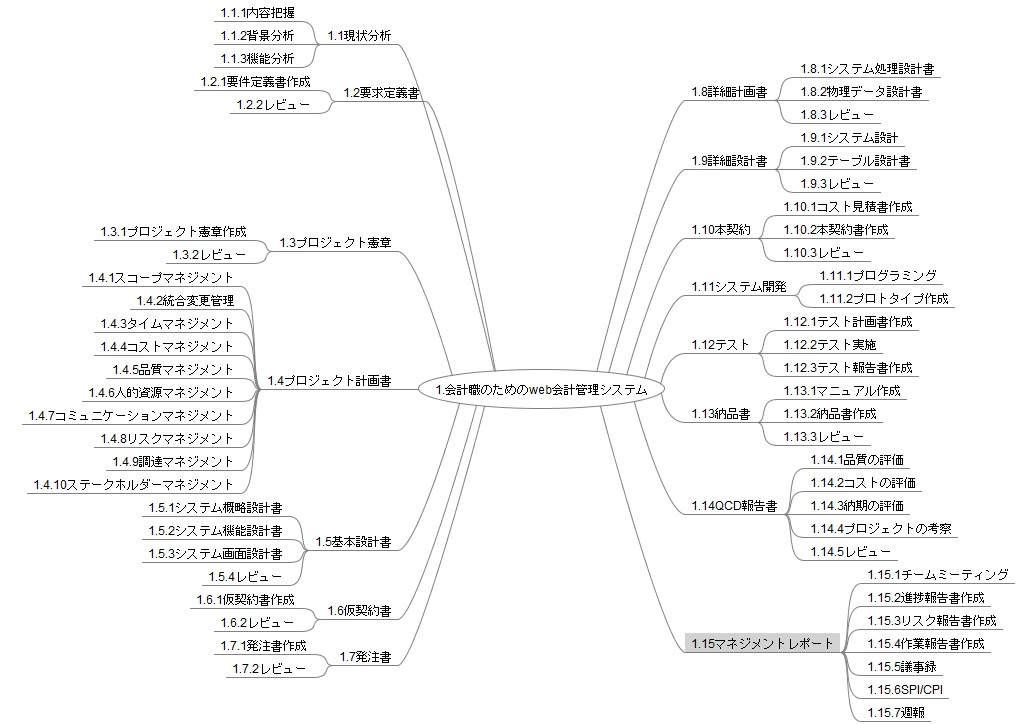 1.会計職のためのweb会計管理システム
1.1現状分析
1.1.1内容把握
1.1.2背景分析
1.1.3機能分析
1.2要求定義書
1.2.1要件定義書作成
1.2.2レビュー
1.3プロジェクト憲章
1.3.1プロジェクト憲章作成
1.3.2レビュー
1.4プロジェクト計画書
1.4.1スコープマネジメント
1.4.2統合変更管理
1.4.3タイムマネジメント
1.4.4コストマネジメント
1.4.5品質マネジメント
1.4.6人的資源マネジメント
1.4.7コミュニケーションマネジメント
1.4.8リスクマネジメント
1.4.9調達マネジメント
1.4.10ステークホルダーマネジメント
1.5基本設計書
1.5.1システム概略設計書
1.5.2システム機能設計書
1.5.3システム画面設計書
1.5.4レビュー
1.6仮契約書
1.6.1仮契約書作成
1.6.2レビュー
1.7発注書
1.7.1発注書作成
1.7.2レビュー
1.8詳細計画書
1.8.1システム処理設計書
1.8.2物理データ設計書
1.8.3レビュー
1.9詳細設計書
1.9.1システム設計
1.9.2テーブル設計書
1.9.3レビュー
1.10本契約
1.10.1コスト見積書作成
1.10.2本契約書作成
1.10.3レビュー
1.11システム開発
1.11.1プログラミング
1.11.2プロトタイプ作成
1.12テスト
1.12.1テスト計画書作成
1.12.2テスト実施
1.12.3テスト報告書作成
1.13納品書
1.13.1マニュアル作成
1.13.2納品書作成
1.13.3レビュー
1.14QCD報告書
1.14.1品質の評価
1.14.2コストの評価
1.14.3納期の評価
1.14.4プロジェクトの考察
1.14.5レビュー
1.15マネジメントレポート
1.15.1チームミーティング
1.15.2進捗報告書作成
1.15.3リスク報告書作成
1.15.4作業報告書作成
1.15.5議事録
1.15.6SPI/CPI
1.15.7週報